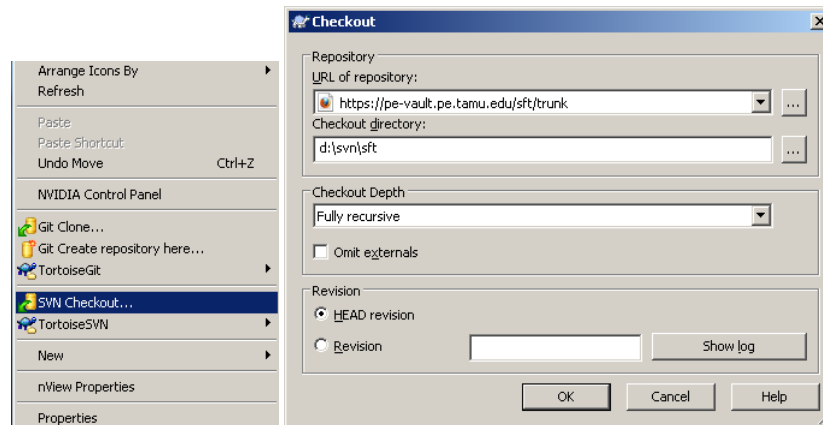 Arrange Icons By
Refresh
Paste
Paste Shortcut
Undo Move Ctrl+Z
NVIDIA Control Panel
Git Clone...
Git Create repository here...
TortoiseGit
SVN Checkout...
TortoiseSVN
New
nView Properties
Properties
Checkout
Repository
URL of repository:
https://pe-vault.pe.tamu.edu/sft/trunk
...
Checkout directory:
d:\svn\sft
...
Checkout Depth
Fully recursive
Omit externals
Revision
HEAD revision
Revision
Show log
OK Cancel Help